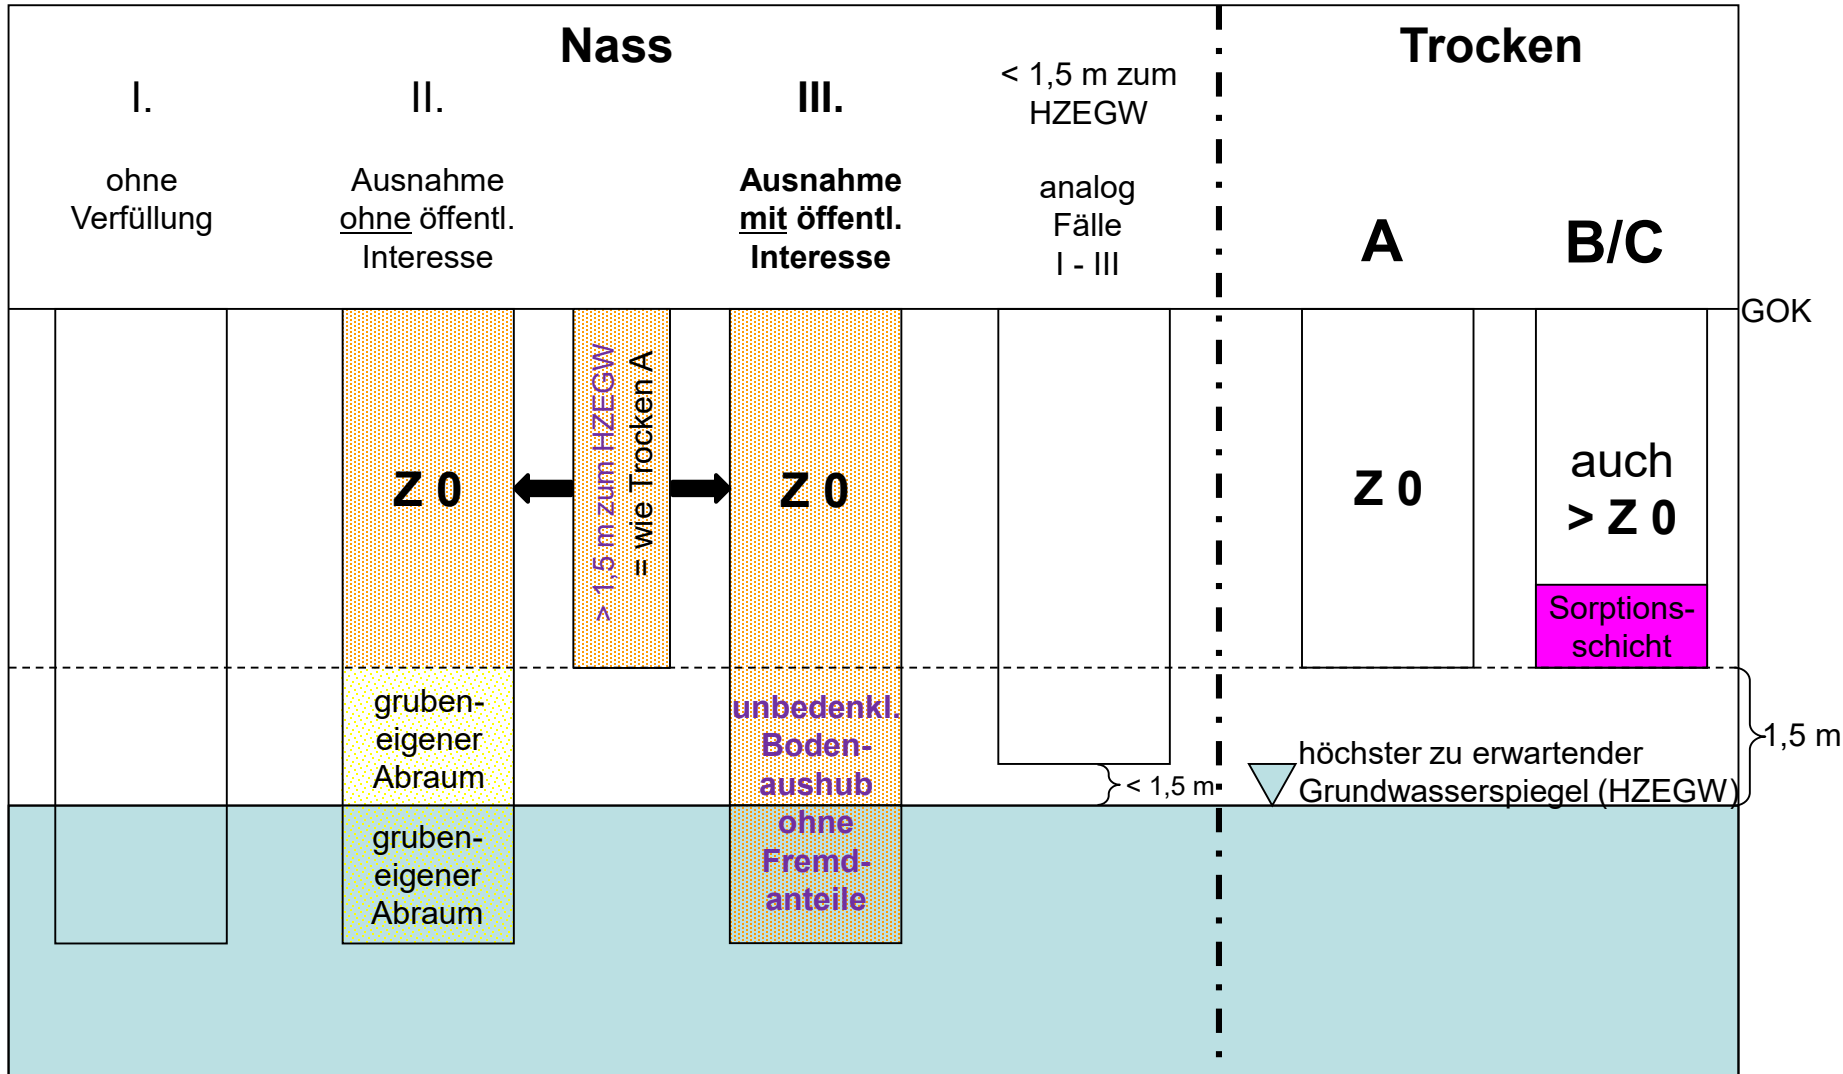 Nass
Trocken
I.
ohne
Verfüllung
II.
Ausnahme
ohne öffentl.
Interesse
III.
Ausnahme
mit öffentl.
Interesse
< 1,5 m zum
HZEGW
analog
Fälle
I - III
A
B/C
GOK
Z 0
> 1,5 m zum HZEGW
= wie Trocken A
Z 0
Z 0
auch
> Z 0
Sorptions-
schicht
gruben-
eigener
Abraum
gruben-
eigener
Abraum
unbedenkl.
Boden-
aushub
ohne
Fremd-
anteile
< 1,5 m
höchster zu erwartender
Grundwasserspiegel (HZEGW)
1,5 m